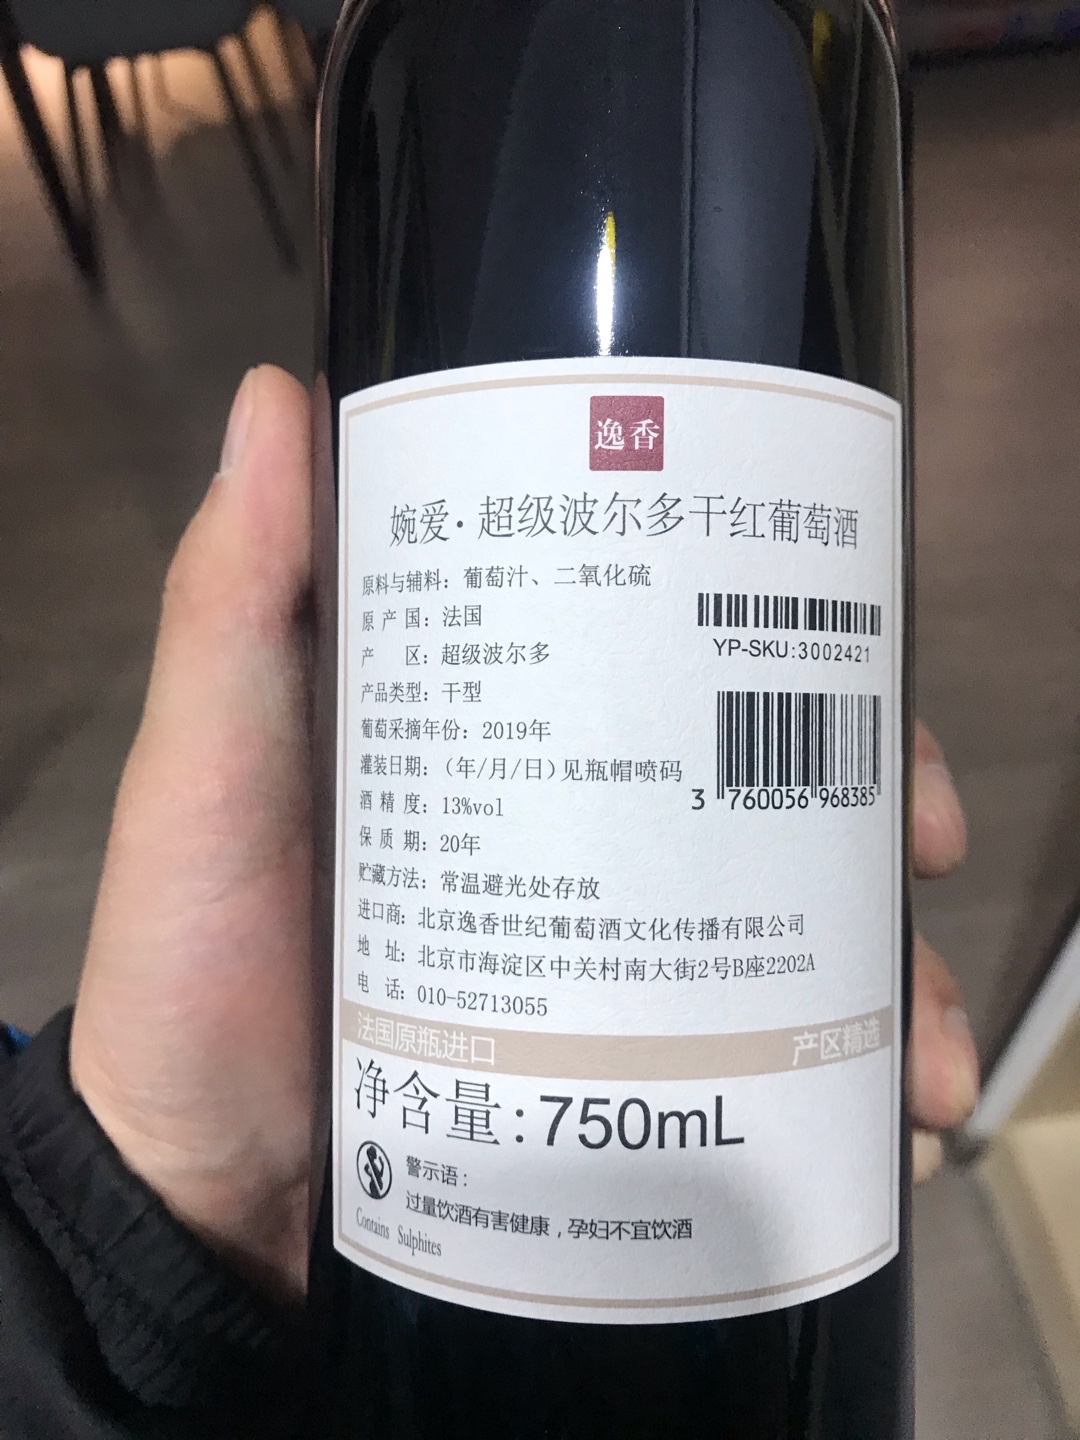 逸香
婉爱·超级波尔多干红葡萄酒
原料与辅料：葡萄汁、二氧化硫
原产国：法国
产 区：超级波尔多
产品类型：干型
葡萄采摘年份：2019年
灌装日期：（年/月/日）见瓶帽喷码
酒精度：13%vol
保质期：20年
贮藏方法：常温避光处存放
进口商：北京逸香世纪葡萄酒文化传播有限公司
地 址：北京市海淀区中关村南大街2号B座2202A
电 话：010-52713055
YP-SKU:3002421
3 760056 968385
法国原瓶进口 产区精选
净含量:750mL
警示语：
过量饮酒有害健康，孕妇不宜饮酒
Contains Sulphites